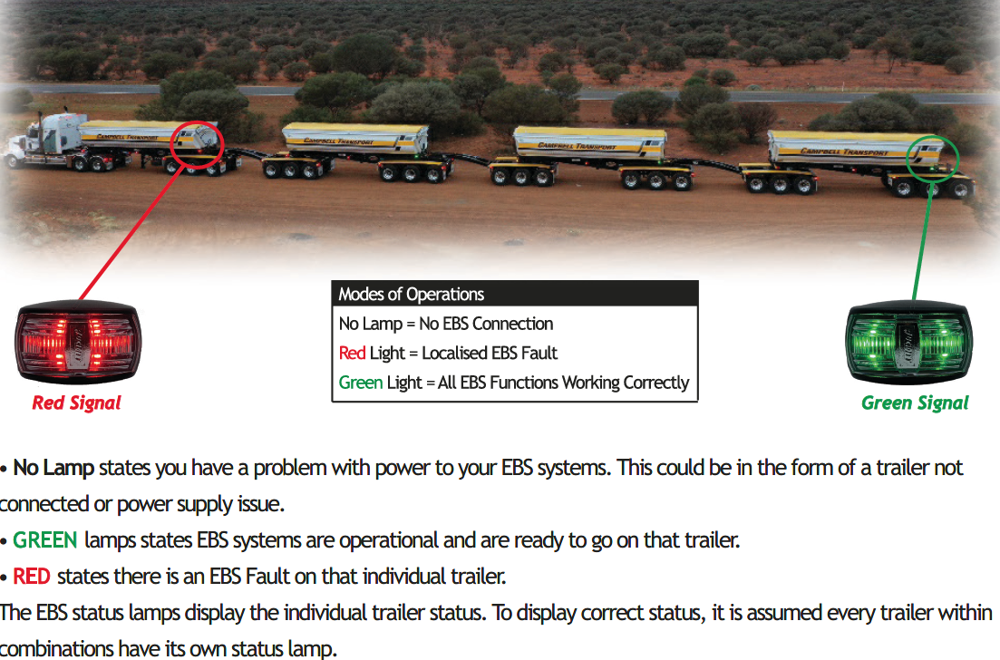 CAMPBELL TRANSPORT
CAMPBELL TRANSPORT
CAMPBELL TRANSPORT
CAMPBELL TRANSPORT
Modes of Operations
No Lamp = No EBS Connection
Red Light = Localised EBS Fault
Green Light = All EBS Functions Working Correctly
Red Signal
Green Signal
• No Lamp states you have a problem with power to your EBS systems. This could be in the form of a trailer not
connected or power supply issue.
• GREEN lamps states EBS systems are operational and are ready to go on that trailer.
• RED states there is an EBS Fault on that individual trailer.
The EBS status lamps display the individual trailer status. To display correct status, it is assumed every trailer within
combinations have its own status lamp.